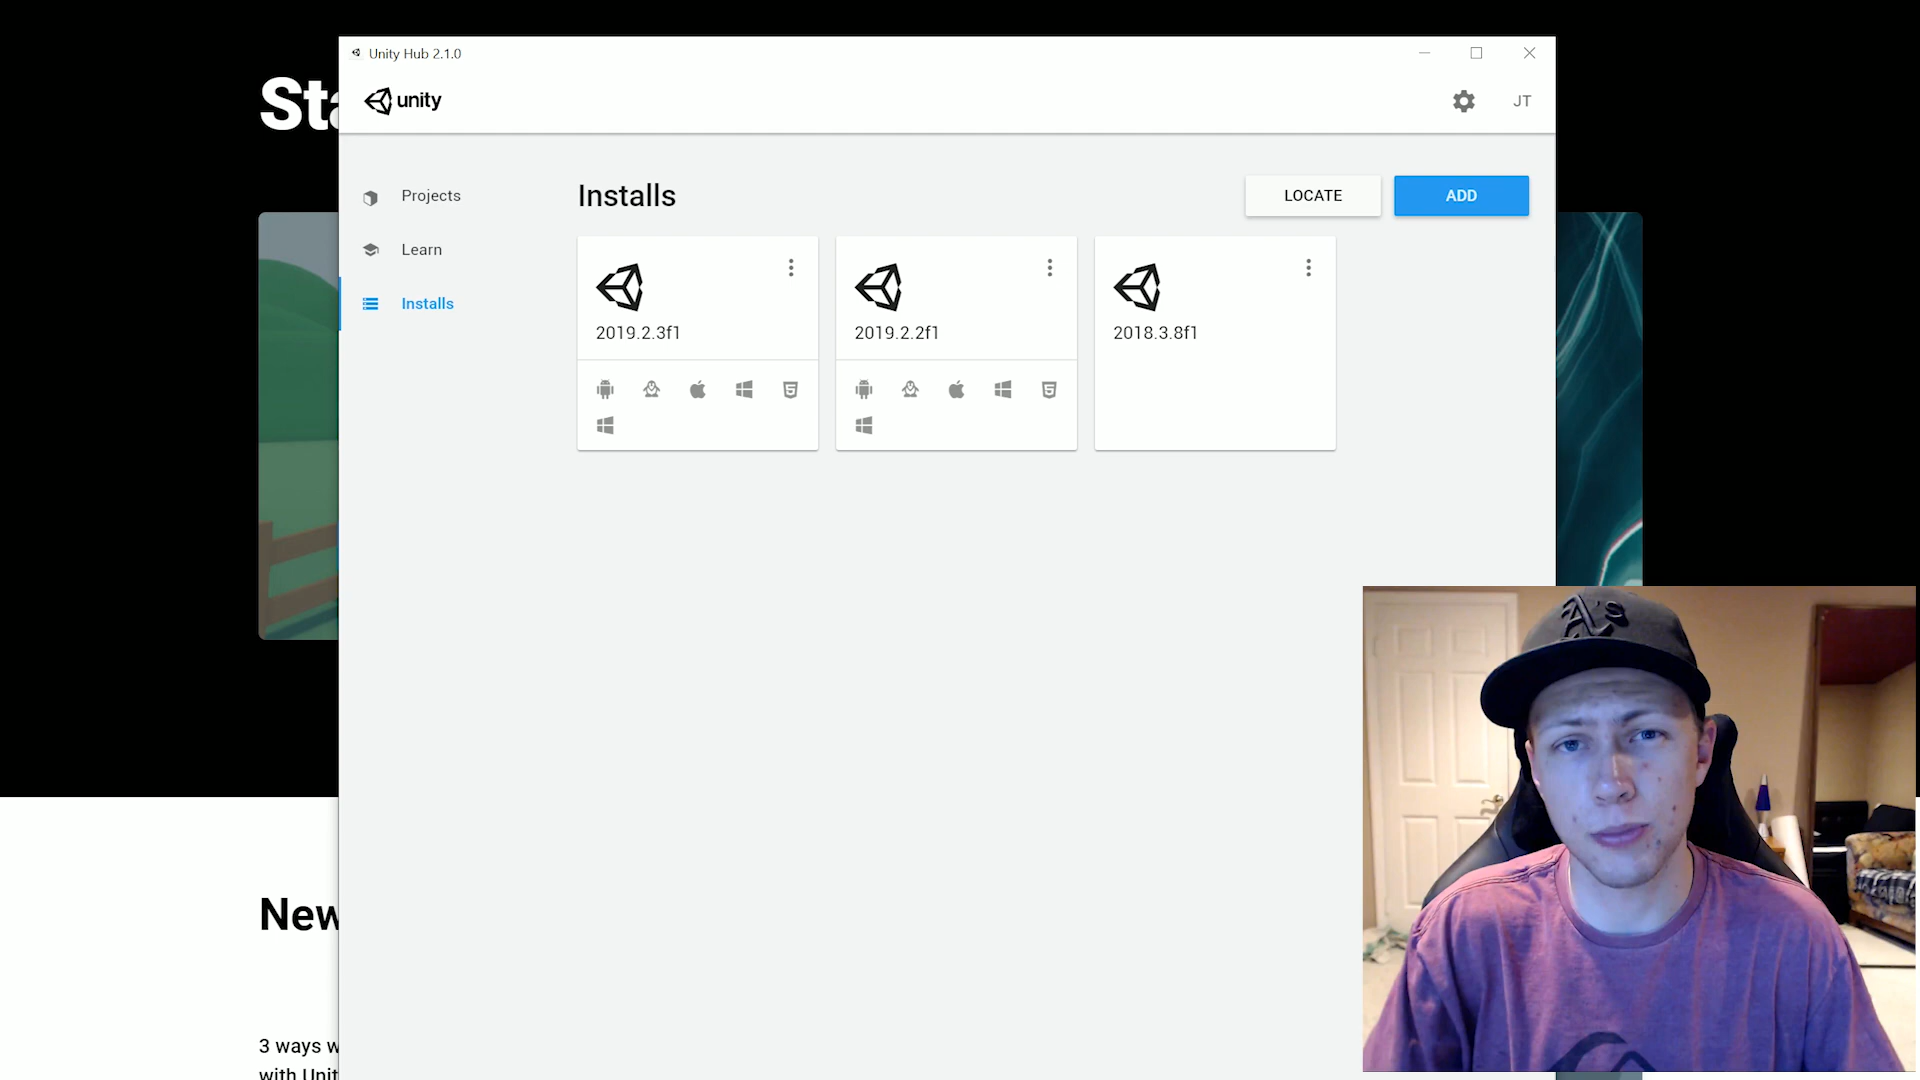 Unity Hub 2.1.0
Sta
unity
JT
Projects
Installs
LOCATE
ADD
Learn
Installs
2019.2.3f1
2019.2.2f1
2018.3.8f1
A's
New
3 ways w
with Unit